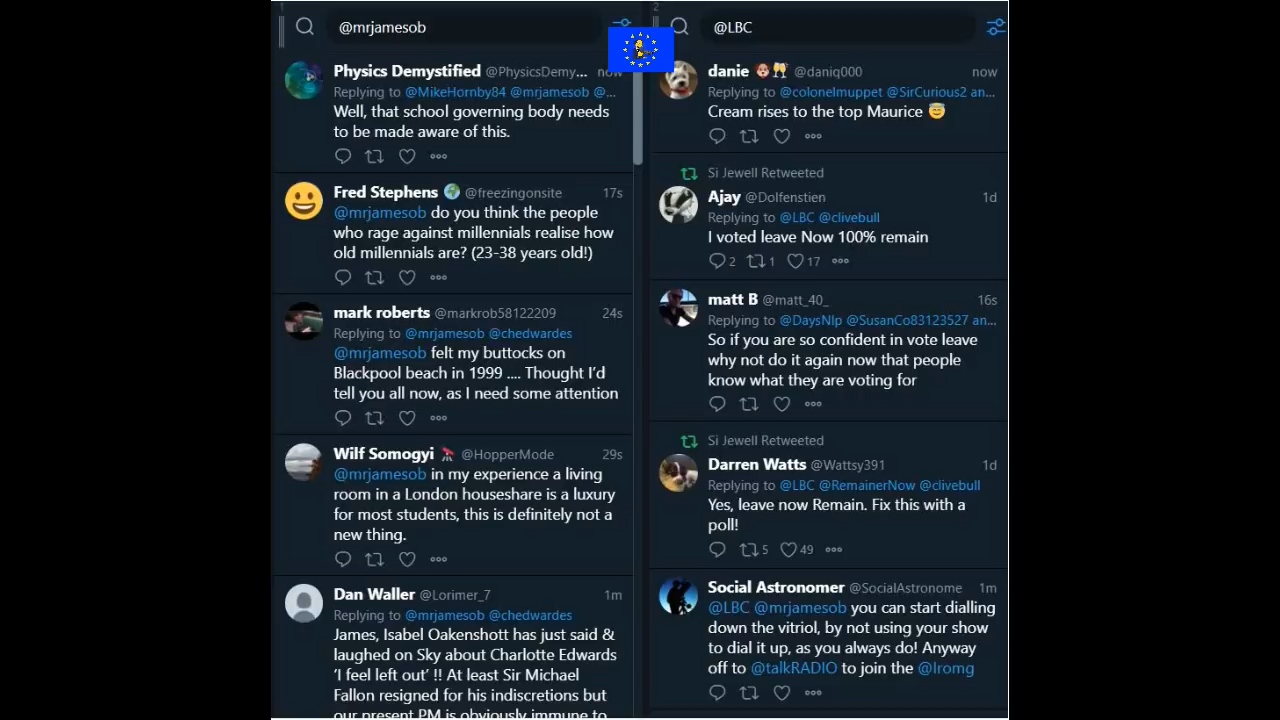 1
@mrjamesob
Physics Demystified @PhysicsDemy... now
Replying to @MikeHornby84 @mrjamesob @...
Well, that school governing body needs
to be made aware of this.
Fred Stephens @freezingonsite 17s
@mrjamesob do you think the people
who rage against millennials realise how
old millennials are? (23-38 years old!)
mark roberts @markrob58122209 24s
Replying to @mrjamesob @chedwardes
@mrjamesob felt my buttocks on
Blackpool beach in 1999 .... Thought I'd
tell you all now, as I need some attention
Wilf Somogyi @HopperMode 29s
@mrjamesob in my experience a living
room in a London houseshare is a luxury
for most students, this is definitely not a
new thing.
Dan Waller @Lorimer_7 1m
Replying to @mrjamesob @chedwardes
James, Isabel Oakenshott has just said &
laughed on Sky about Charlotte Edwards
'I feel left out' !! At least Sir Michael
Fallon resigned for his indiscretions but
our present PM is obviously immune to
2
@LBC
danie @daniq000 now
Replying to @colonelmuppet @SirCurious2 an...
Cream rises to the top Maurice
Si Jewell Retweeted
Ajay @Dolfenstien 1d
Replying to @LBC @clivebull
I voted leave Now 100% remain
2 1 17
matt B @matt_40_ 16s
Replying to @DaysNlp @SusanCo83123527 an...
So if you are so confident in vote leave
why not do it again now that people
know what they are voting for
Si Jewell Retweeted
Darren Watts @Wattsy391 1d
Replying to @LBC @RemainerNow @clivebull
Yes, leave now Remain. Fix this with a
poll!
5 49
Social Astronomer @SocialAstronome 1m
@LBC @mrjamesob you can start dialling
down the vitriol, by not using your show
to dial it up, as you always do! Anyway
off to @talkRADIO to join the @Iromg